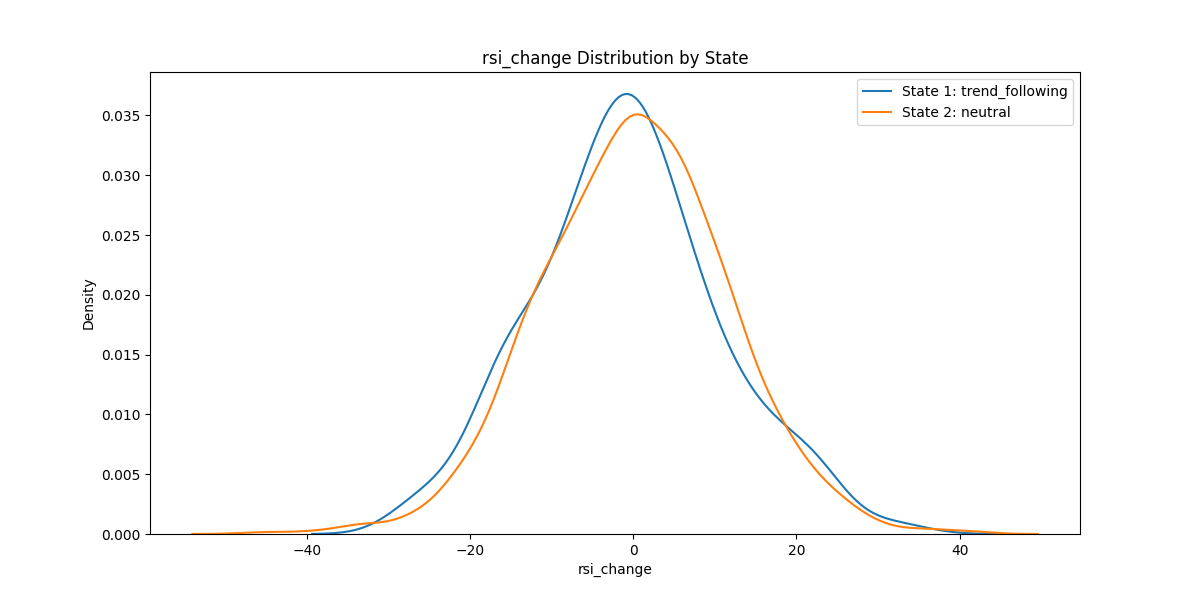 rsi_change Distribution by State
State 1: trend_following
State 2: neutral
Density
0.035
0.030
0.025
0.020
0.015
0.010
0.005
0.000
−40
−20
0
20
40
rsi_change